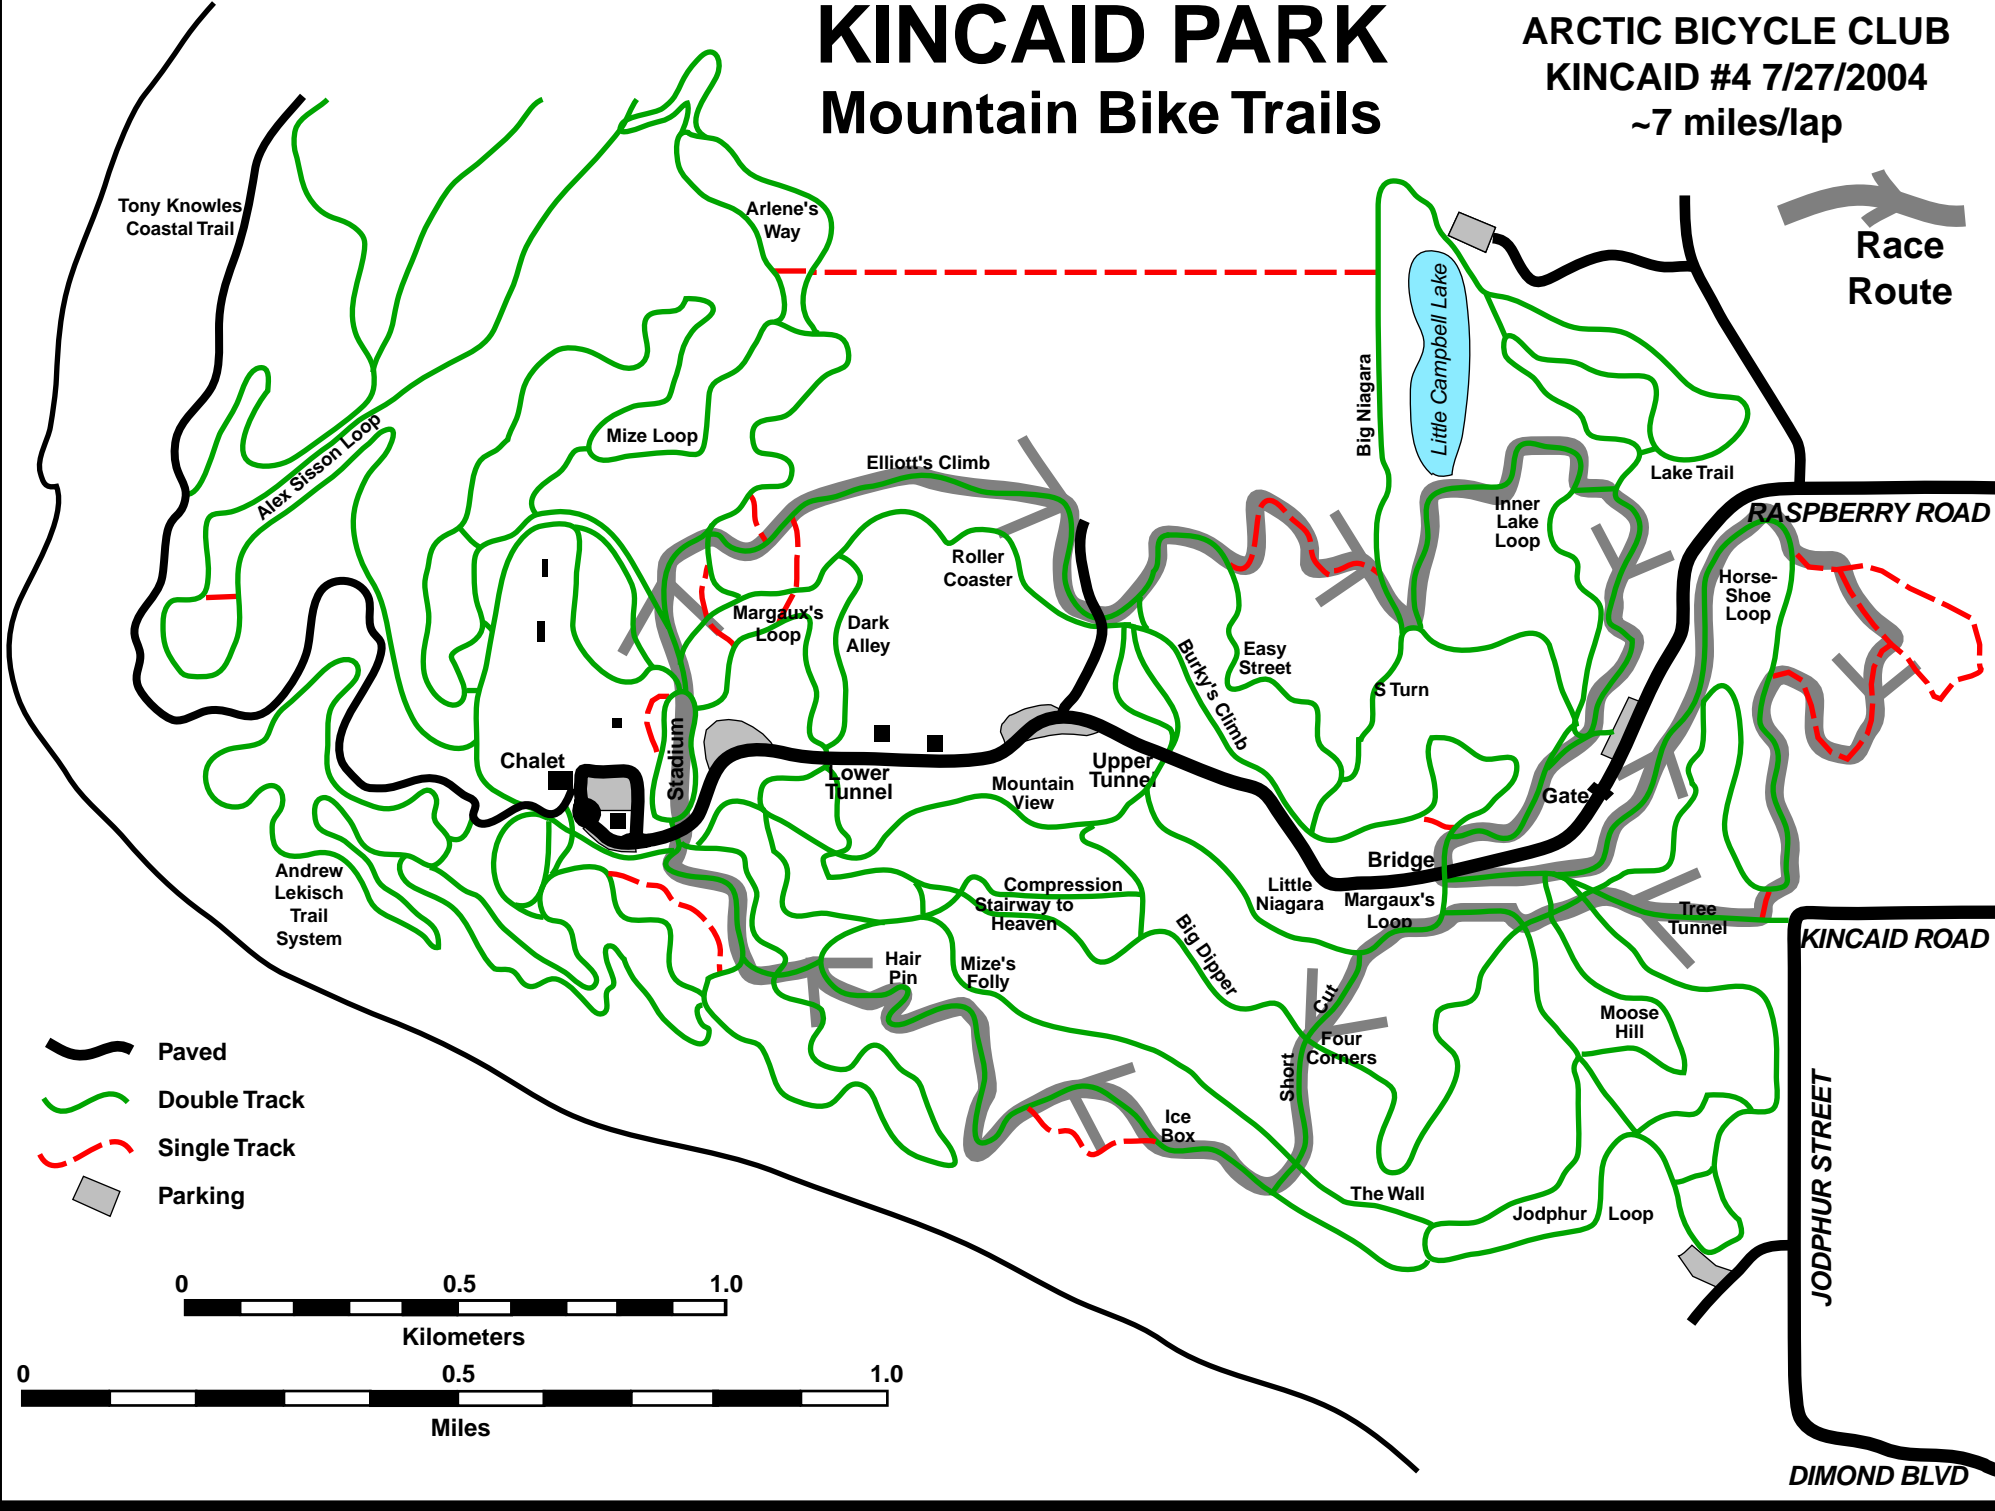 KINCAID PARK
Mountain Bike Trails
ARCTIC BICYCLE CLUB
KINCAID #4 7/27/2004
~7 miles/lap
Race
Route
Tony Knowles
Coastal Trail
Arlene's
Way
Little Campbell Lake
Big Niagara
Mize Loop
Alex Sisson Loop
Elliott's Climb
Lake Trail
Inner
Lake
Loop
RASPBERRY ROAD
Roller
Coaster
Horse-
Shoe
Loop
Margaux's
Loop
Dark
Alley
Easy
Street
Burky's Climb
S Turn
Stadium
Chalet
Lower
Tunnel
Mountain
View
Upper
Tunnel
Gate
Bridge
Andrew
Lekisch
Trail
System
Compression
Stairway to
Heaven
Little
Niagara
Margaux's
Loop
Tree
Tunnel
KINCAID ROAD
Big Dipper
Hair
Pin
Mize's
Folly
Short
Cut
Four
Corners
Moose
Hill
Ice
Box
The Wall
Jodphur Loop
JODPHUR STREET
DIMOND BLVD
Paved
Double Track
Single Track
Parking
0 0.5 1.0
Kilometers
0 0.5 1.0
Miles